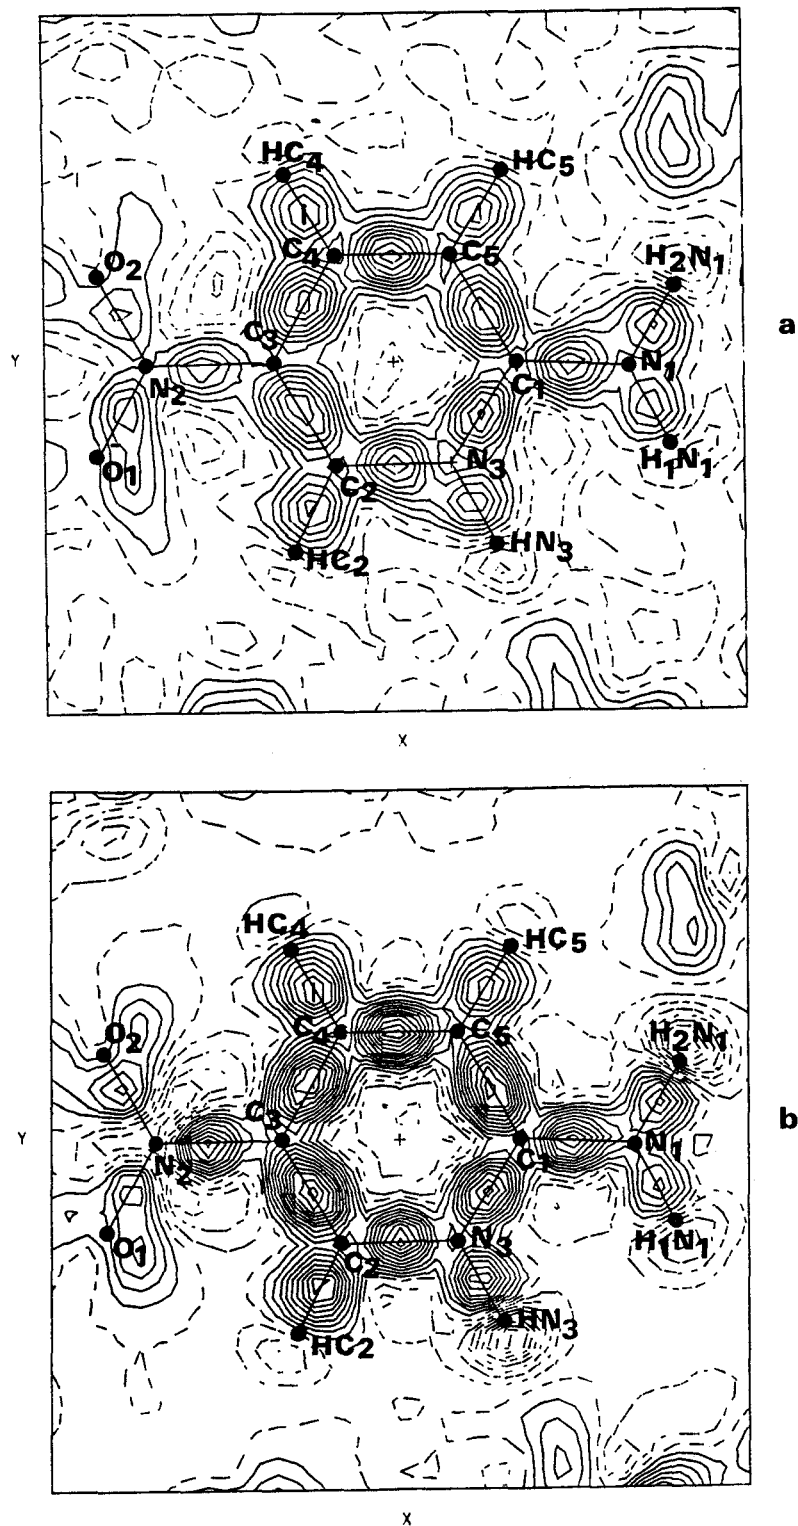 HC4 HC5
O2 C4 C5 H2N1
a
Y C3
N2 C1 N1
O1 N3 H1N1
C2
HC2 HN3
X
HC4 HC5
O2 C4 C5 H2N1
C3 b
Y N2 C1 N1
O1 C2 N3 H1N1
HC2 HN3
X